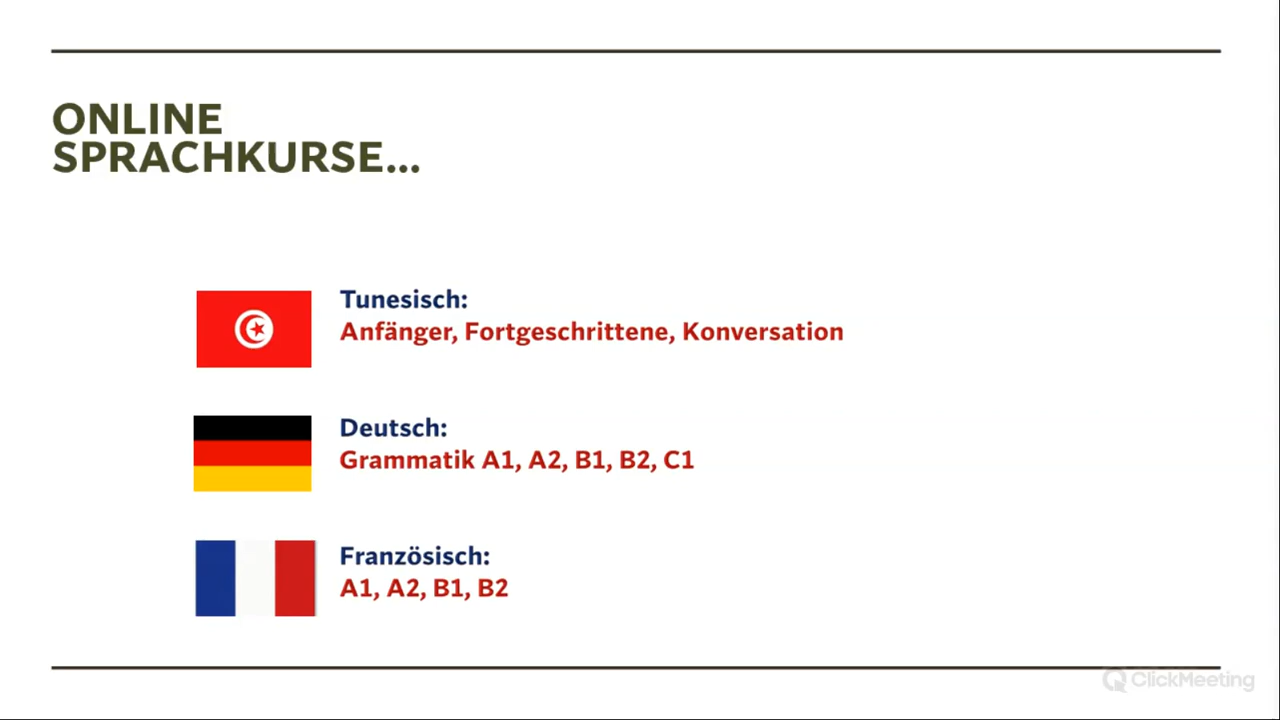 ONLINE
SPRACHKURSE...
Tunesisch:
Anfänger, Fortgeschrittene, Konversation
Deutsch:
Grammatik A1, A2, B1, B2, C1
Französisch:
A1, A2, B1, B2
ClickMeeting